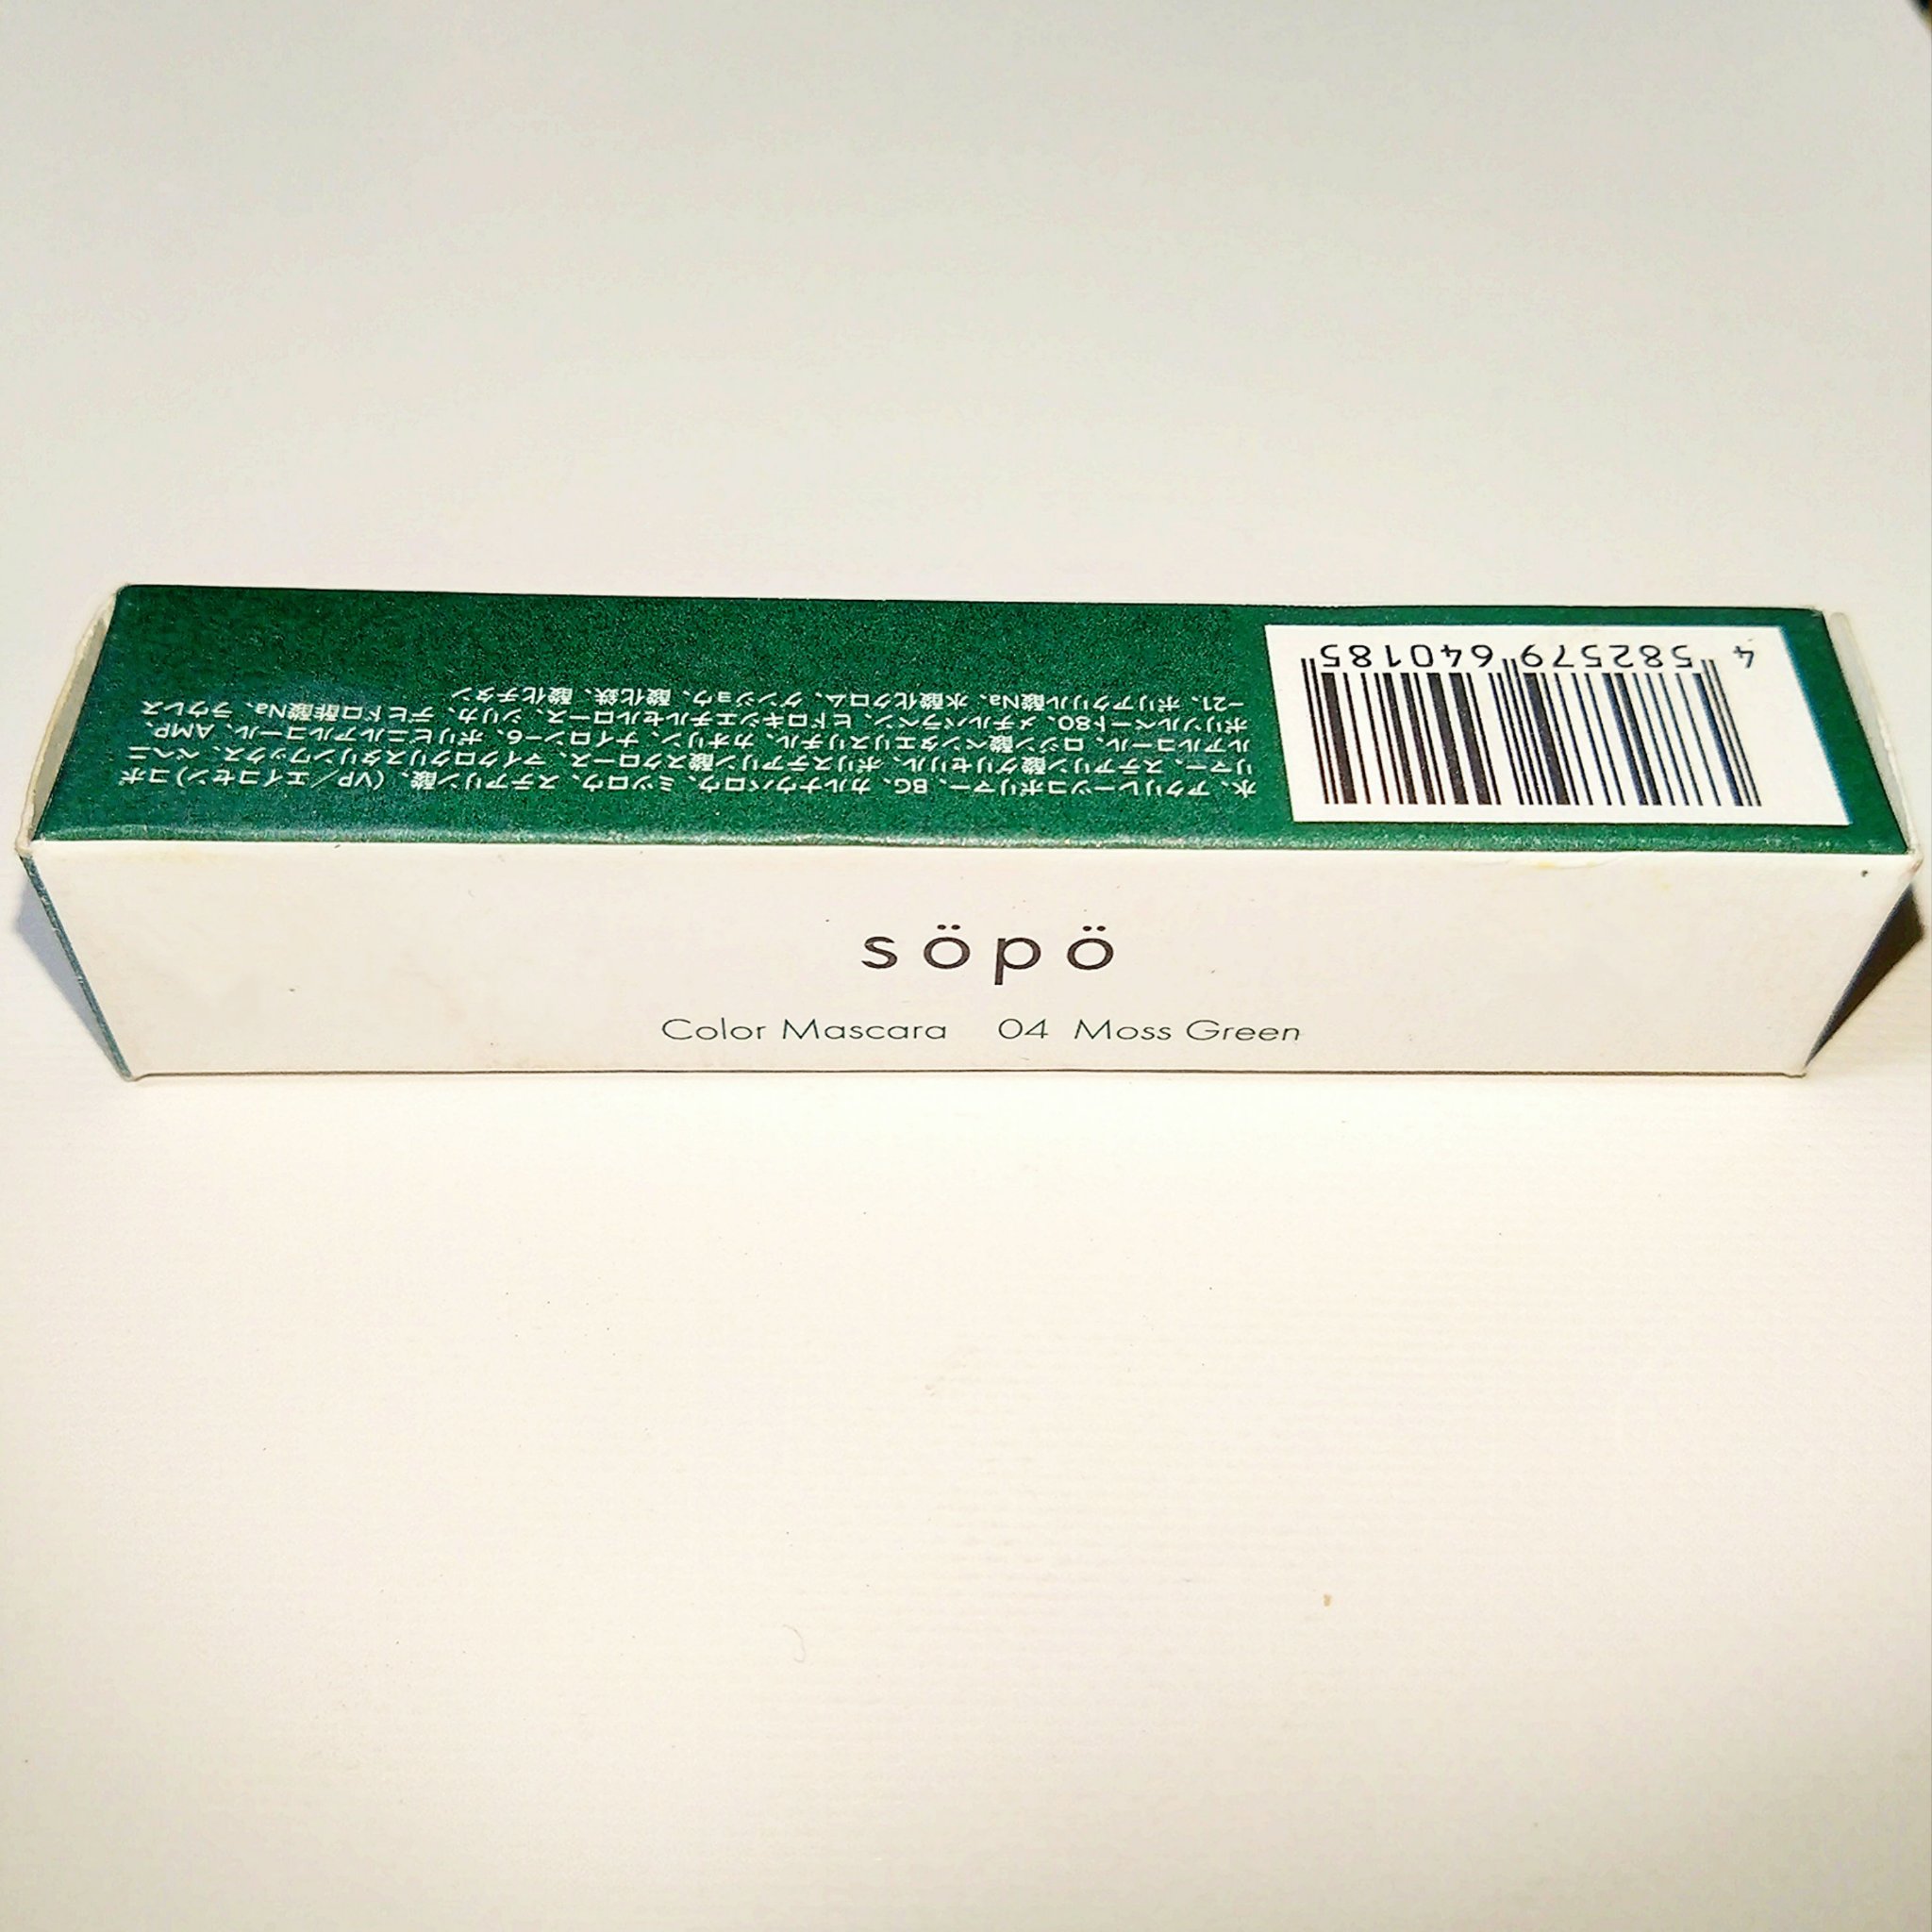 söpö
Color Mascara 04 Moss Green
水、アクリレーツコポリマー、BG、カルナウバロウ、ミツロウ、ステアリン酸、(VP/エイコセン)コポ
リマー、ステアリン酸グリセリル、ポリステアリン酸スクロース、マイクロクリスタリンワックス、ベヘニ
ルアルコール、ロジン酸ペンタエリスリチル、カオリン、ナイロン-6、ポリビニルアルコール、AMP、
ポリソルベート80、メチルパラベン、ヒドロキシエチルセルロース、シリカ、デヒドロ酢酸Na、ラウレス
-21、ポリアクリル酸Na、水酸化クロム、グンジョウ、酸化鉄、酸化チタン
4 582579 640185